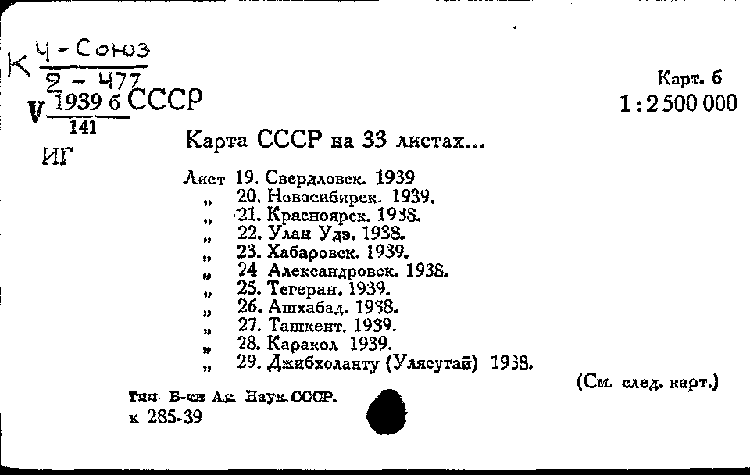 К Ч-Союз
2-477
V 1939 б СССР
141
ИГ
Карт. б
1:2 500 000
Карта СССР на 33 листах...
Лист 19. Свердловск. 1939
„ 20. Новосибирск. 1939.
„ 21. Красноярск. 1938.
„ 22. Улан Удэ. 1938.
„ 23. Хабаровск. 1939.
„ 24 Александровск. 1938.
„ 25. Тегеран. 1939.
„ 26. Ашхабад. 1938.
„ 27. Ташкент. 1939.
„ 28. Каракол 1939.
„ 29. Джибхоланту (Улясутай) 1938.
(См. след. карт.)
Тип Б-ки Ак. Наук СССР.
к 285-39